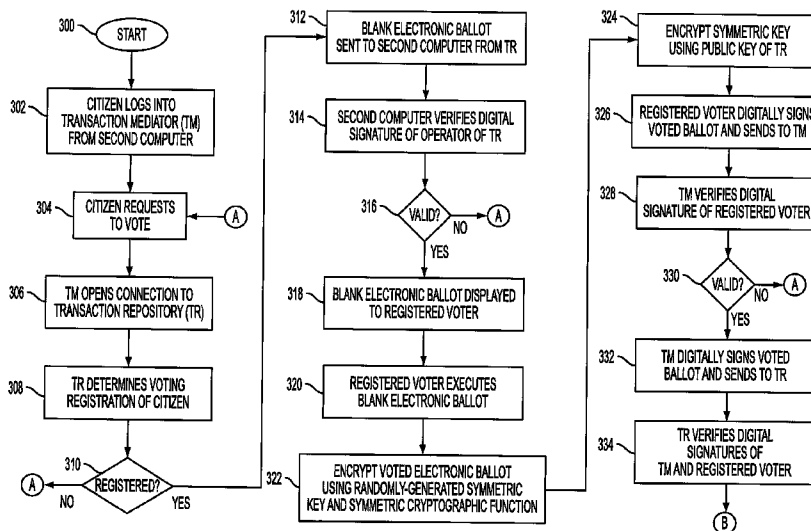 300
START
302
CITIZEN LOGS INTO
TRANSACTION MEDIATOR (TM)
FROM SECOND COMPUTER
304
CITIZEN REQUESTS
TO VOTE
A
306
TM OPENS CONNECTION TO
TRANSACTION REPOSITORY (TR)
308
TR DETERMINES VOTING
REGISTRATION OF CITIZEN
310
REGISTERED?
A
NO
YES
312
BLANK ELECTRONIC BALLOT
SENT TO SECOND COMPUTER FROM TR
314
SECOND COMPUTER VERIFIES DIGITAL
SIGNATURE OF OPERATOR OF TR
316
VALID?
NO
A
YES
318
BLANK ELECTRONIC BALLOT DISPLAYED
TO REGISTERED VOTER
320
REGISTERED VOTER EXECUTES
BLANK ELECTRONIC BALLOT
322
ENCRYPT VOTED ELECTRONIC BALLOT
USING RANDOMLY-GENERATED SYMMETRIC
KEY AND SYMMETRIC CRYPTOGRAPHIC FUNCTION
324
ENCRYPT SYMMETRIC KEY
USING PUBLIC KEY OF TR
326
REGISTERED VOTER DIGITALLY SIGNS
VOTED BALLOT AND SENDS TO TM
328
TM VERIFIES DIGITAL
SIGNATURE OF REGISTERED VOTER
330
VALID?
NO
A
YES
332
TM DIGITALLY SIGNS VOTED
BALLOT AND SENDS TO TR
334
TR VERIFIES DIGITAL
SIGNATURES OF
TM AND REGISTERED VOTER
B